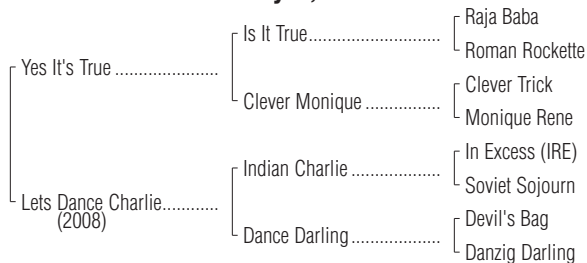 Raja Baba
Is It True
Roman Rockette
Yes It's True
Clever Trick
Clever Monique
Monique Rene
In Excess (IRE)
Indian Charlie
Soviet Sojourn
Lets Dance Charlie
(2008)
Devil's Bag
Dance Darling
Danzig Darling